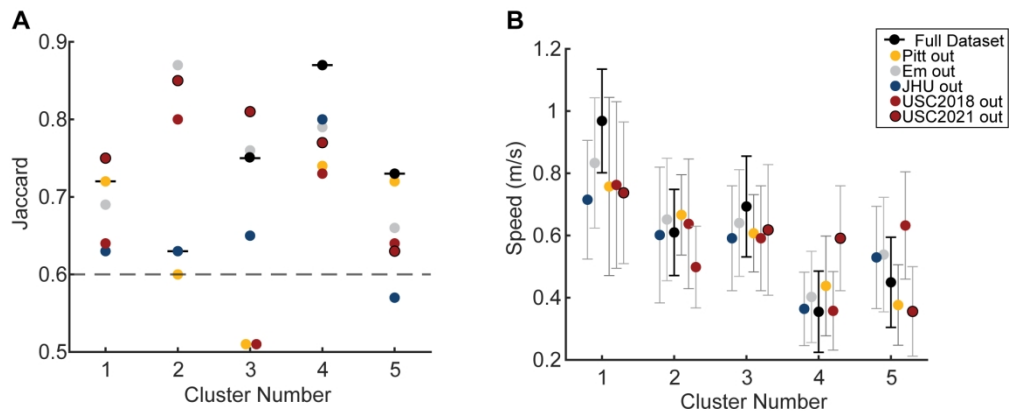 A
Jaccard
0.9
0.8
0.7
0.6
0.5
1 2 3 4 5
Cluster Number
B
Speed (m/s)
1.2
1
0.8
0.6
0.4
0.2
1 2 3 4 5
Cluster Number
Full Dataset
Pitt out
Em out
JHU out
USC2018 out
USC2021 out